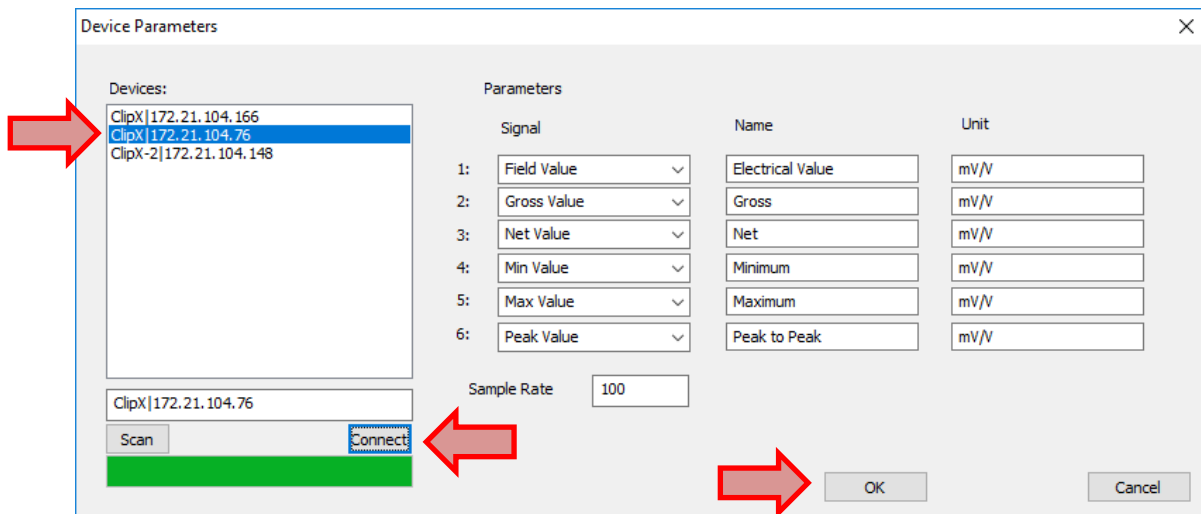 Device Parameters
Devices:
ClipX|172.21.104.166
ClipX|172.21.104.76
ClipX-2|172.21.104.148
ClipX|172.21.104.76
Scan Connect
Parameters
Signal Name Unit
1: Field Value Electrical Value mV/V
2: Gross Value Gross mV/V
3: Net Value Net mV/V
4: Min Value Minimum mV/V
5: Max Value Maximum mV/V
6: Peak Value Peak to Peak mV/V
Sample Rate 100
OK Cancel